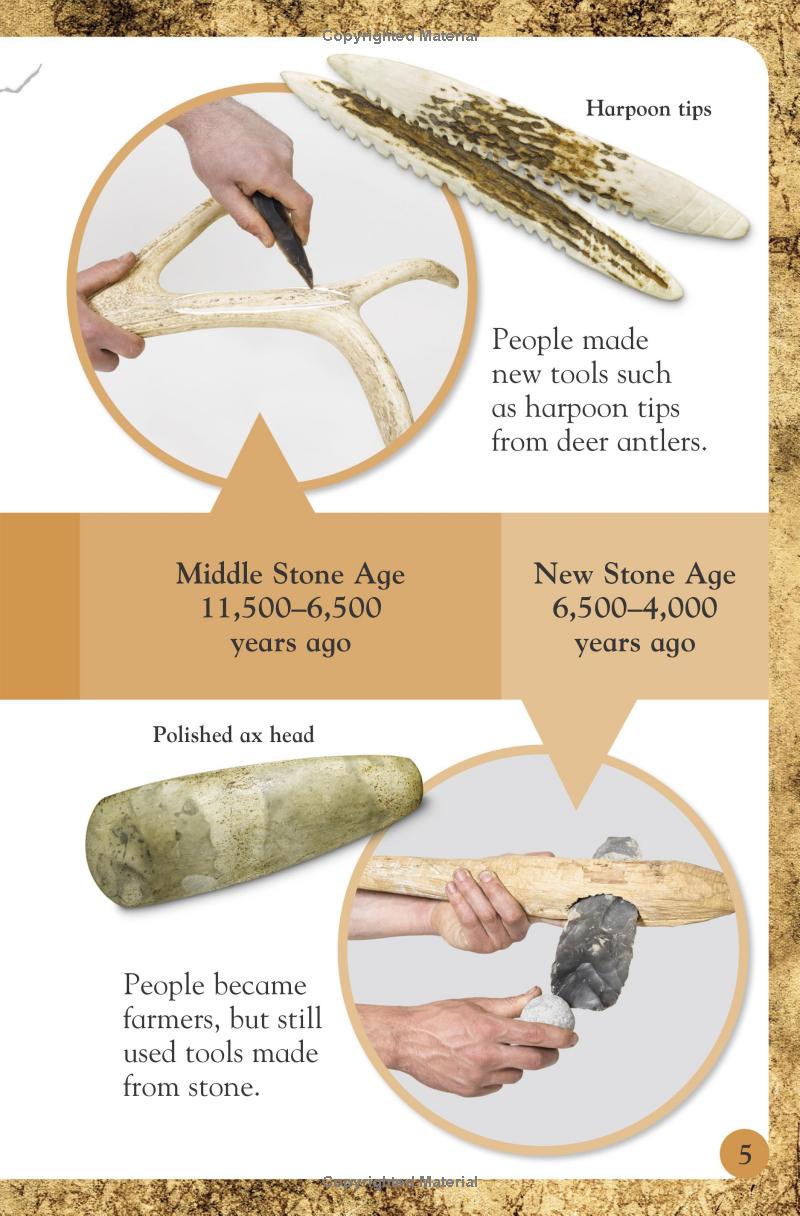 Copyrighted Material
Harpoon tips
People made
new tools such
as harpoon tips
from deer antlers.
Middle Stone Age
11,500–6,500
years ago
New Stone Age
6,500–4,000
years ago
Polished ax head
People became
farmers, but still
used tools made
from stone.
5
Copyrighted Material